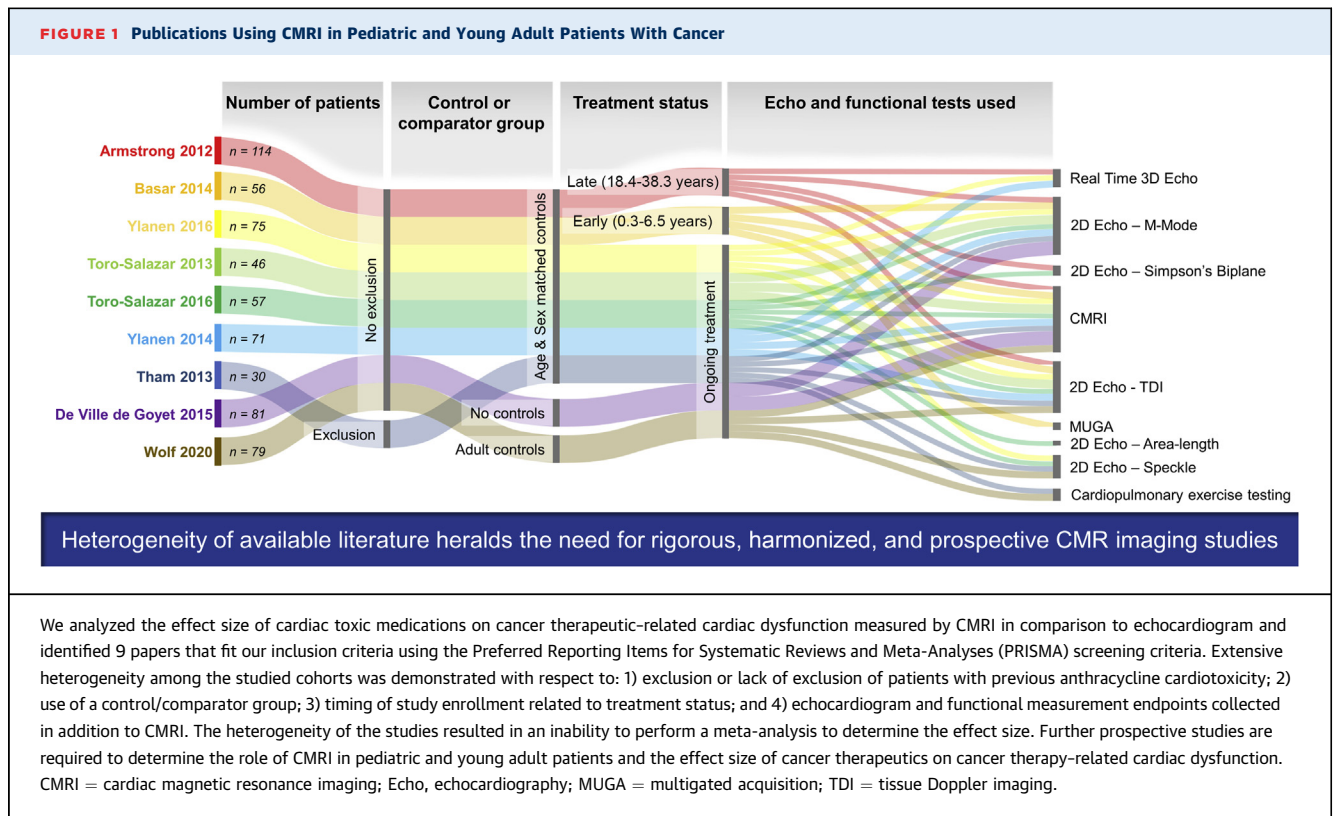 FIGURE 1 Publications Using CMRI in Pediatric and Young Adult Patients With Cancer
Number of patients
Control or
comparator group
Treatment status
Echo and functional tests used
Armstrong 2012
n = 114
Basar 2014
n = 56
Ylanen 2016
n = 75
Toro-Salazar 2013
n = 46
Toro-Salazar 2016
n = 57
Ylanen 2014
n = 71
Tham 2013
n = 30
De Ville de Goyet 2015
n = 81
Wolf 2020
n = 79
No exclusion
Exclusion
Age & Sex matched controls
No controls
Adult controls
Late (18.4-38.3 years)
Early (0.3-6.5 years)
Ongoing treatment
Real Time 3D Echo
2D Echo – M-Mode
2D Echo – Simpson's Biplane
CMRI
2D Echo - TDI
MUGA
2D Echo – Area-length
2D Echo – Speckle
Cardiopulmonary exercise testing
Heterogeneity of available literature heralds the need for rigorous, harmonized, and prospective CMR imaging studies
We analyzed the effect size of cardiac toxic medications on cancer therapeutic–related cardiac dysfunction measured by CMRI in comparison to echocardiogram and
identified 9 papers that fit our inclusion criteria using the Preferred Reporting Items for Systematic Reviews and Meta-Analyses (PRISMA) screening criteria. Extensive
heterogeneity among the studied cohorts was demonstrated with respect to: 1) exclusion or lack of exclusion of patients with previous anthracycline cardiotoxicity; 2)
use of a control/comparator group; 3) timing of study enrollment related to treatment status; and 4) echocardiogram and functional measurement endpoints collected
in addition to CMRI. The heterogeneity of the studies resulted in an inability to perform a meta-analysis to determine the effect size. Further prospective studies are
required to determine the role of CMRI in pediatric and young adult patients and the effect size of cancer therapeutics on cancer therapy–related cardiac dysfunction.
CMRI = cardiac magnetic resonance imaging; Echo, echocardiography; MUGA = multigated acquisition; TDI = tissue Doppler imaging.